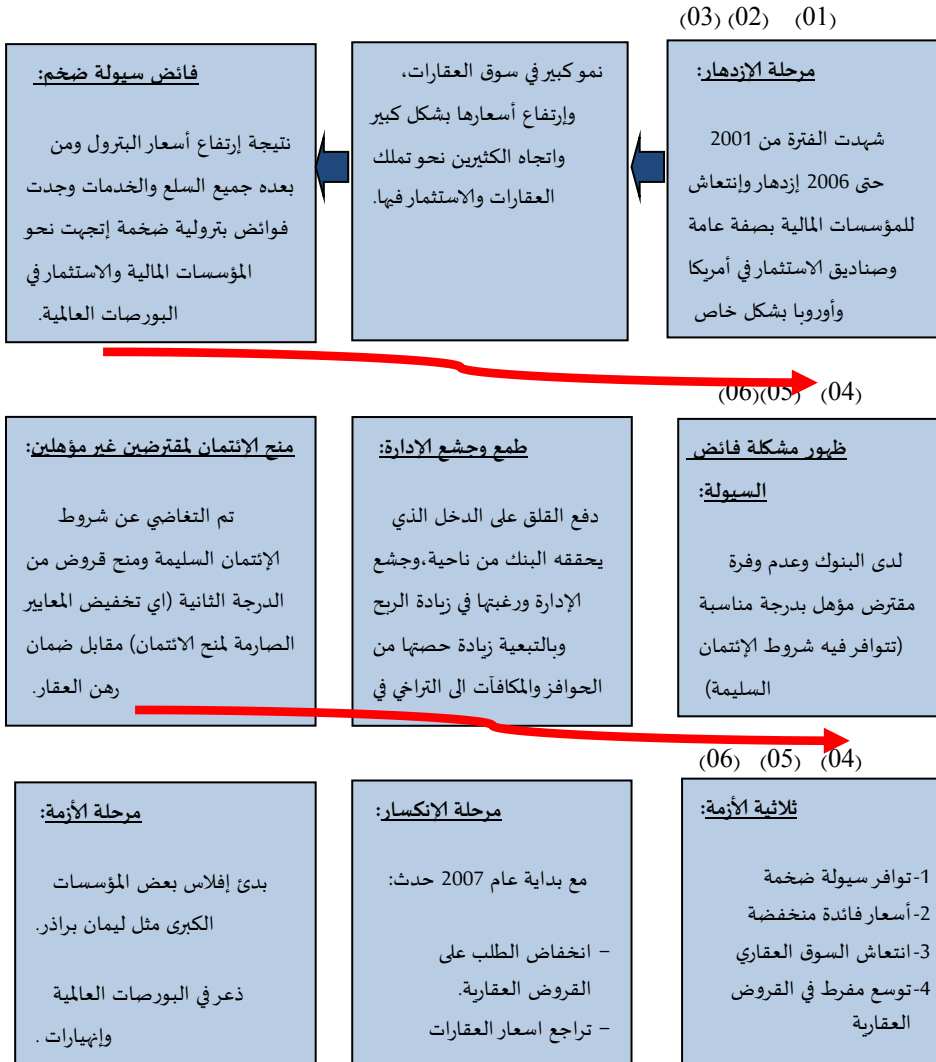 (01) (02) (03)
مرحلة الإزدهار:
شهدت الفترة من 2001
حتى 2006 إزدهار وإنتعاش
للمؤسسات المالية بصفة عامة
وصناديق الاستثمار في أمريكا
وأوروبا بشكل خاص
نمو كبير في سوق العقارات،
وإرتفاع أسعارها بشكل كبير
واتجاه الكثيرين نحو تملك
العقارات والاستثمار فيها.
فائض سيولة ضخم:
نتيجة إرتفاع أسعار البترول ومن
بعده جميع السلع والخدمات وجدت
فوائض بترولية ضخمة إتجهت نحو
المؤسسات المالية والاستثمار في
البورصات العالمية.
(04) (05)(06)
ظهور مشكلة فائض
السيولة:
لدى البنوك وعدم وفرة
مقترض مؤهل بدرجة مناسبة
(تتوافر فيه شروط الإئتمان
السليمة)
طمع وجشع الإدارة:
دفع القلق على الدخل الذي
يحققه البنك من ناحية،وجشع
الإدارة ورغبتها في زيادة الربح
وبالتبعية زيادة حصتها من
الحوافز والمكافآت الى التراخي في
منح الإئتمان لمقترضين غير مؤهلين:
تم التغاضي عن شروط
الإئتمان السليمة ومنح قروض من
الدرجة الثانية (اي تخفيض المعايير
الصارمة لمنح الائتمان) مقابل ضمان
رهن العقار.
(04) (05) (06)
ثلاثية الأزمة:
1-توافر سيولة ضخمة
2-أسعار فائدة منخفضة
3-انتعاش السوق العقاري
4-توسع مفرط في القروض
العقارية
مرحلة الإنكسار:
مع بداية عام 2007 حدث:
– انخفاض الطلب على
القروض العقارية.
– تراجع اسعار العقارات
مرحلة الأزمة:
بدئ إفلاس بعض المؤسسات
الكبرى مثل ليمان براذر.
ذعر في البورصات العالمية
وإنهيارات .